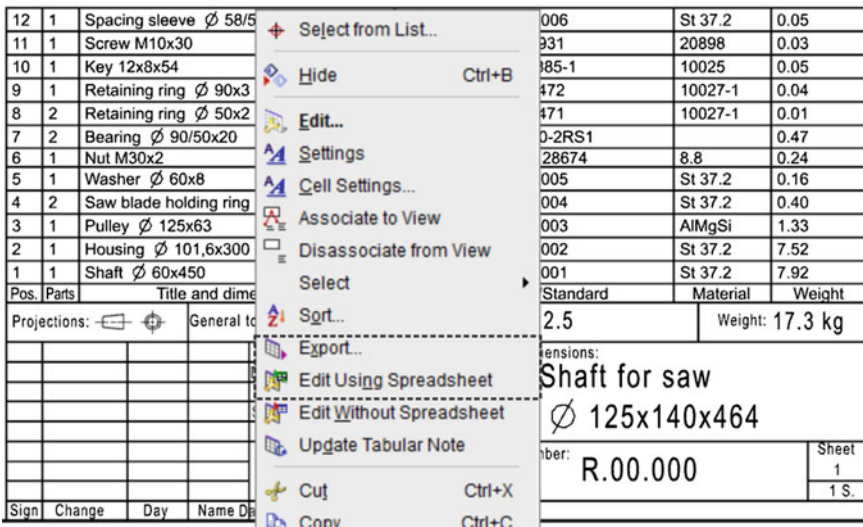 12 1 Spacing sleeve Ø 58/5 006 St 37.2 0.05
Select from List...
11 1 Screw M10x30 931 20898 0.03
10 1 Key 12x8x54 385-1 10025 0.05
Hide Ctrl+B
9 1 Retaining ring Ø 90x3 472 10027-1 0.04
8 2 Retaining ring Ø 50x2 471 10027-1 0.01
Edit...
7 2 Bearing Ø 90/50x20 0-2RS1 0.47
6 1 Nut M30x2 28674 8.8 0.24
Settings
5 1 Washer Ø 60x8 005 St 37.2 0.16
Cell Settings...
4 2 Saw blade holding ring 004 St 37.2 0.40
3 1 Pulley Ø 125x63 003 AlMgSi 1.33
Associate to View
2 1 Housing Ø 101,6x300 002 St 37.2 7.52
Disassociate from View
1 1 Shaft Ø 60x450 001 St 37.2 7.92
Select
Pos. Parts Title and dime Standard Material Weight
Projections: General to 2.5 Weight: 17.3 kg
Sort...
Export...
ensions:
Edit Using Spreadsheet
Shaft for saw
Edit Without Spreadsheet
Ø 125x140x464
Update Tabular Note
mber: Sheet
R.00.000 1
Cut Ctrl+X
1 S.
Sign Change Day Name Da
Copy Ctrl+C